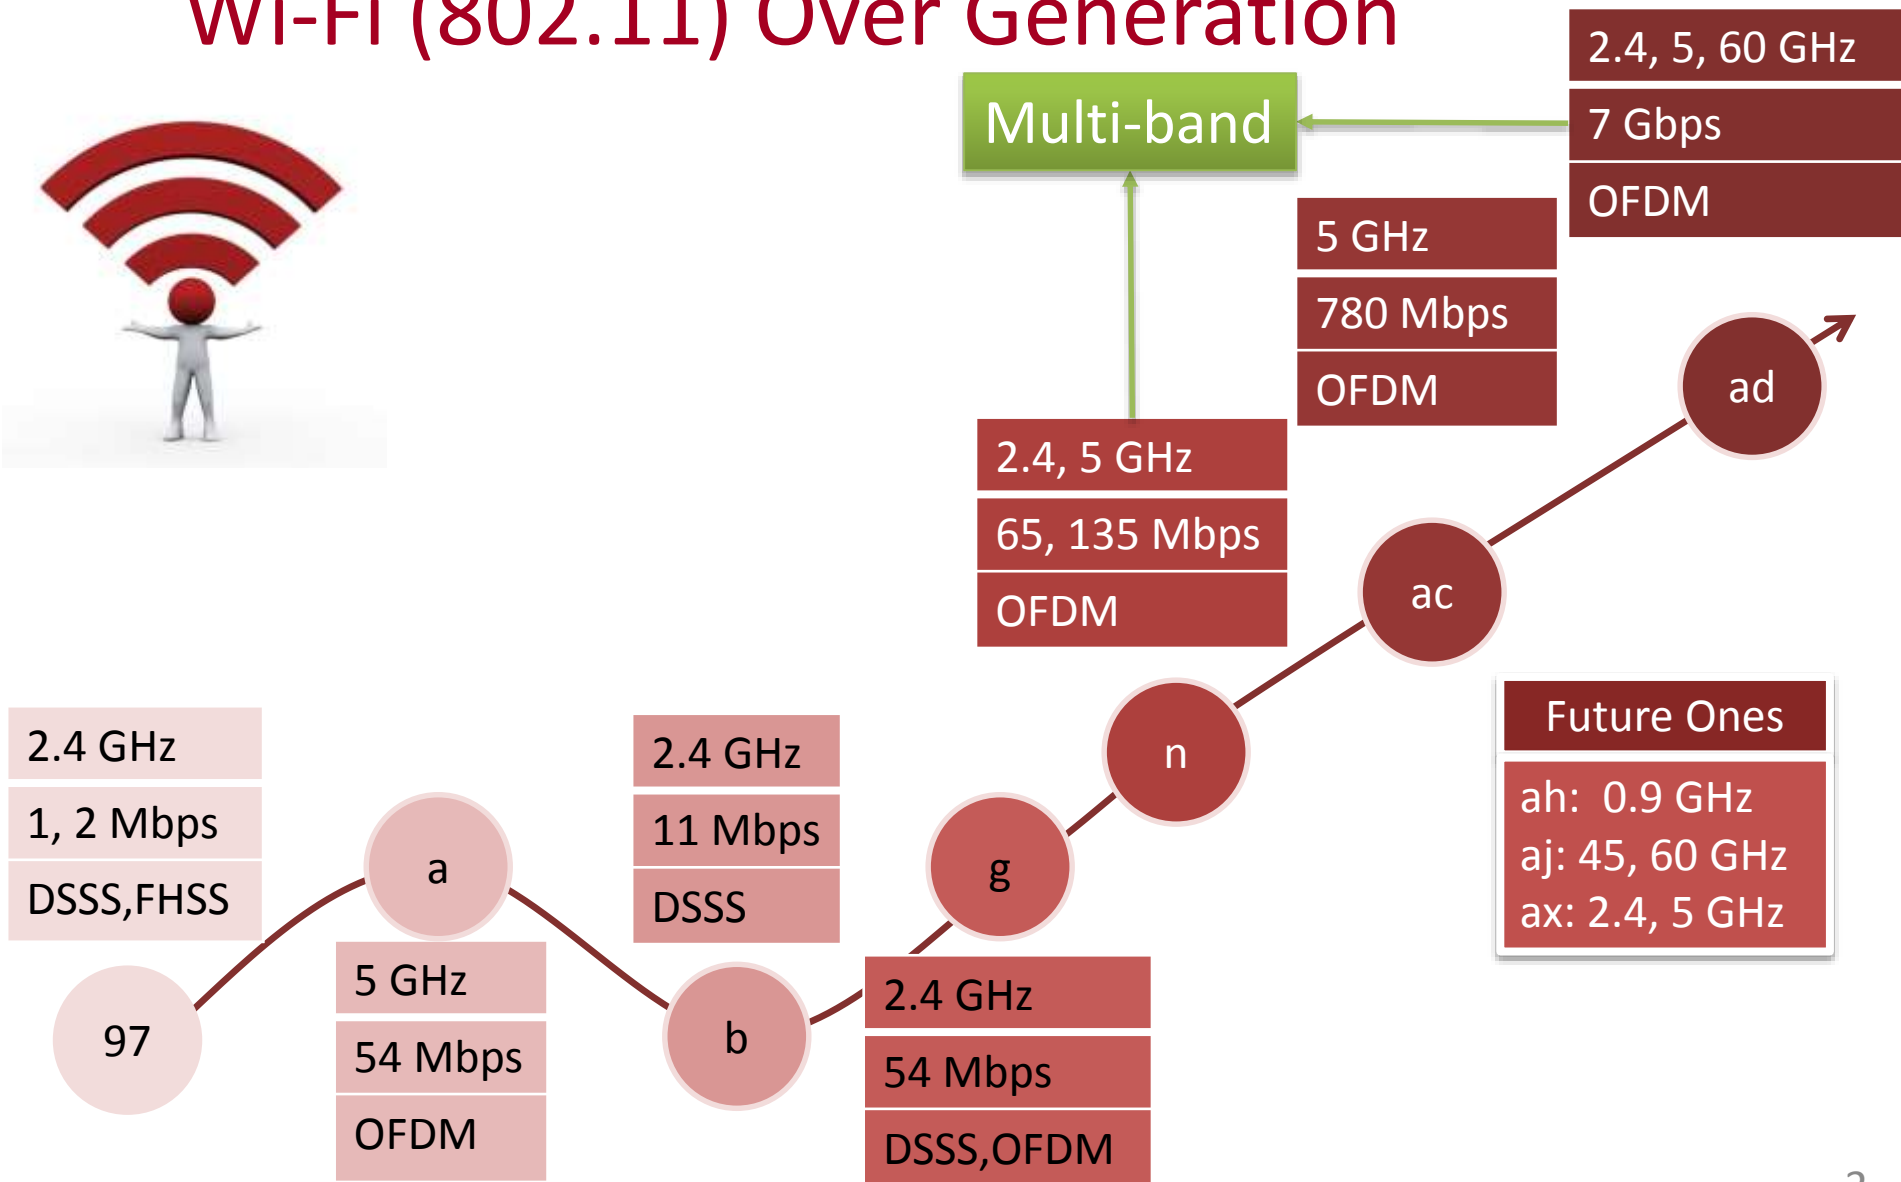 Wi-Fi (802.11) Over Generation
2.4, 5, 60 GHz
7 Gbps
OFDM
Multi-band
5 GHz
780 Mbps
OFDM
ad
2.4, 5 GHz
65, 135 Mbps
OFDM
ac
n
Future Ones
ah: 0.9 GHz
aj: 45, 60 GHz
ax: 2.4, 5 GHz
2.4 GHz
1, 2 Mbps
DSSS,FHSS
97
a
5 GHz
54 Mbps
OFDM
2.4 GHz
11 Mbps
DSSS
b
g
2.4 GHz
54 Mbps
DSSS,OFDM